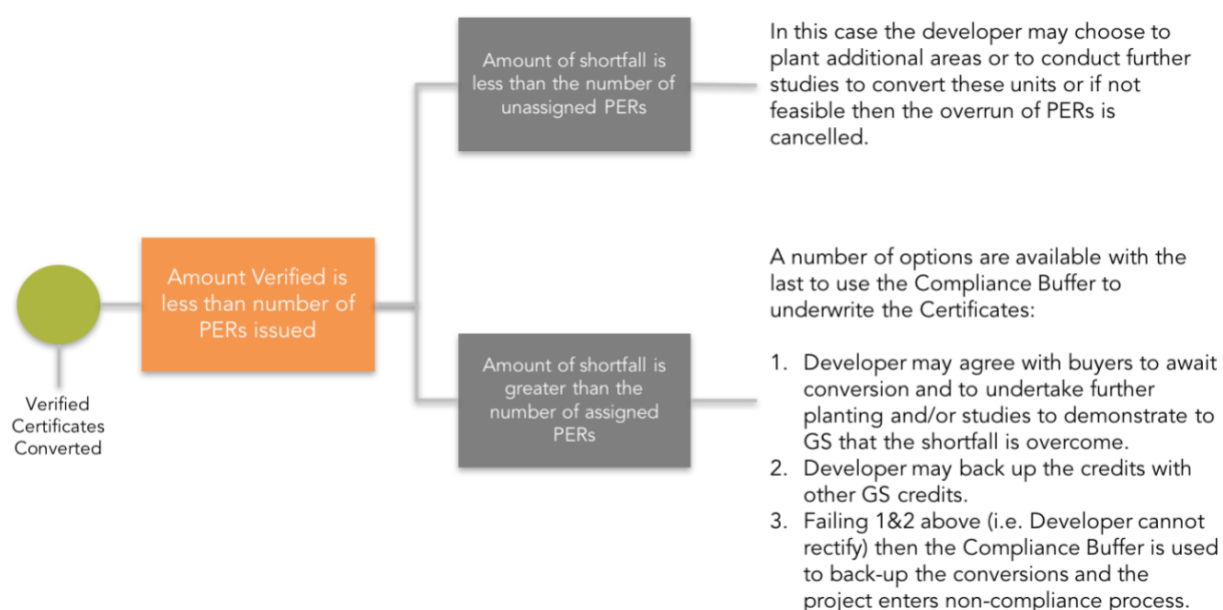 Verified
Certificates
Converted
Amount Verified is
less than number of
PERs issued
Amount of shortfall is
less than the number of
unassigned PERs
In this case the developer may choose to
plant additional areas or to conduct further
studies to convert these units or if not
feasible then the overrun of PERs is
cancelled.
Amount of shortfall is
greater than the
number of assigned
PERs
A number of options are available with the
last to use the Compliance Buffer to
underwrite the Certificates:
1. Developer may agree with buyers to await
conversion and to undertake further
planting and/or studies to demonstrate to
GS that the shortfall is overcome.
2. Developer may back up the credits with
other GS credits.
3. Failing 1&2 above (i.e. Developer cannot
rectify) then the Compliance Buffer is used
to back-up the conversions and the
project enters non-compliance process.